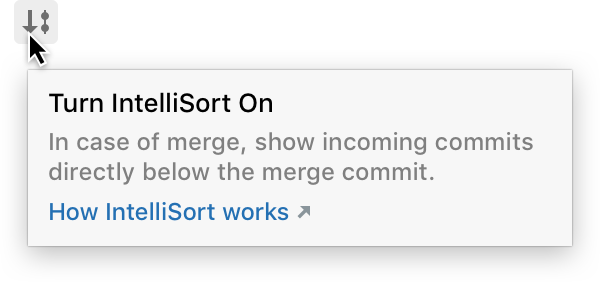 Turn IntelliSort On
In case of merge, show incoming commits
directly below the merge commit.
How IntelliSort works